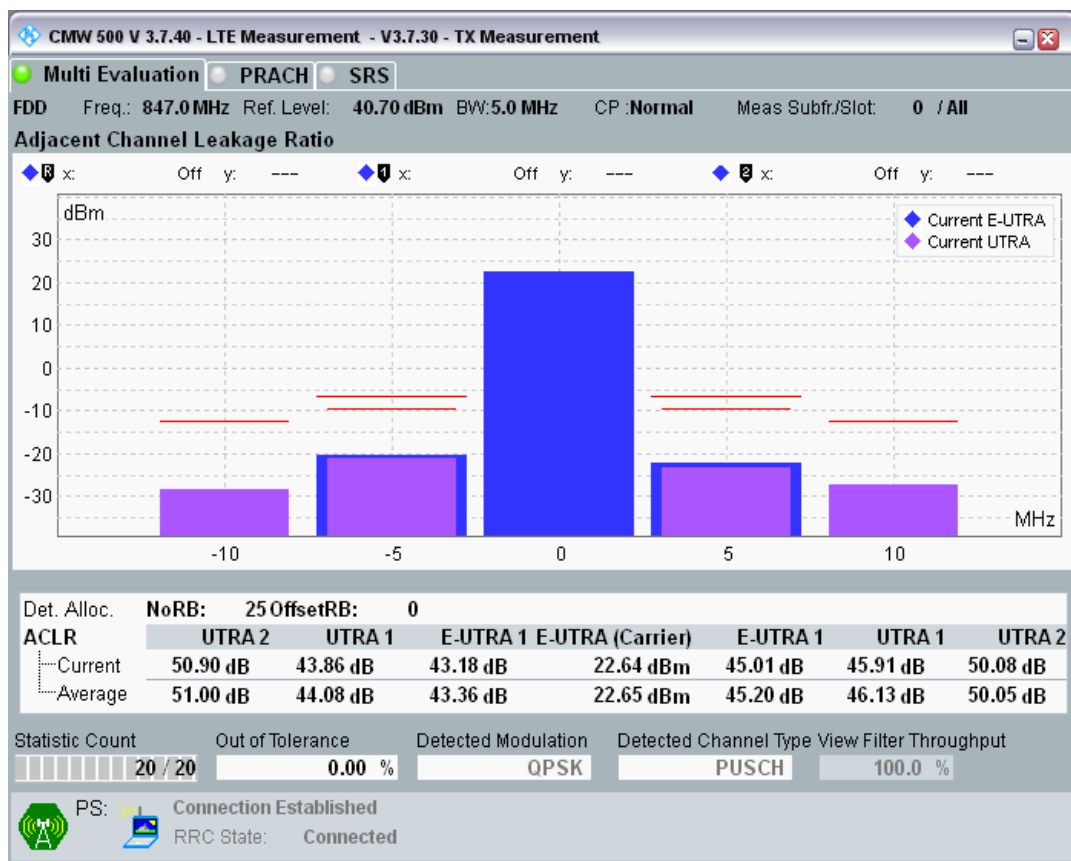 CMW 500 V 3.7.40 - LTE Measurement - V3.7.30 - TX Measurement
Multi Evaluation PRACH SRS
FDD Freq.: 847.0 MHz Ref. Level: 40.70 dBm BW:5.0 MHz CP :Normal Meas Subfr./Slot: 0 / All
Adjacent Channel Leakage Ratio
R x: Off y: --- 1 x: Off y: --- 2 x: Off y: ---
dBm
Current E-UTRA
Current UTRA
30
20
10
0
-10
-20
-30
MHz
-10 -5 0 5 10
Det. Alloc. NoRB: 25 OffsetRB: 0
ACLR UTRA 2 UTRA 1 E-UTRA 1 E-UTRA (Carrier) E-UTRA 1 UTRA 1 UTRA 2
Current 50.90 dB 43.86 dB 43.18 dB 22.64 dBm 45.01 dB 45.91 dB 50.08 dB
Average 51.00 dB 44.08 dB 43.36 dB 22.65 dBm 45.20 dB 46.13 dB 50.05 dB
Statistic Count Out of Tolerance Detected Modulation Detected Channel Type View Filter Throughput
20 / 20 0.00 % QPSK PUSCH 100.0 %
PS: Connection Established
RRC State: Connected